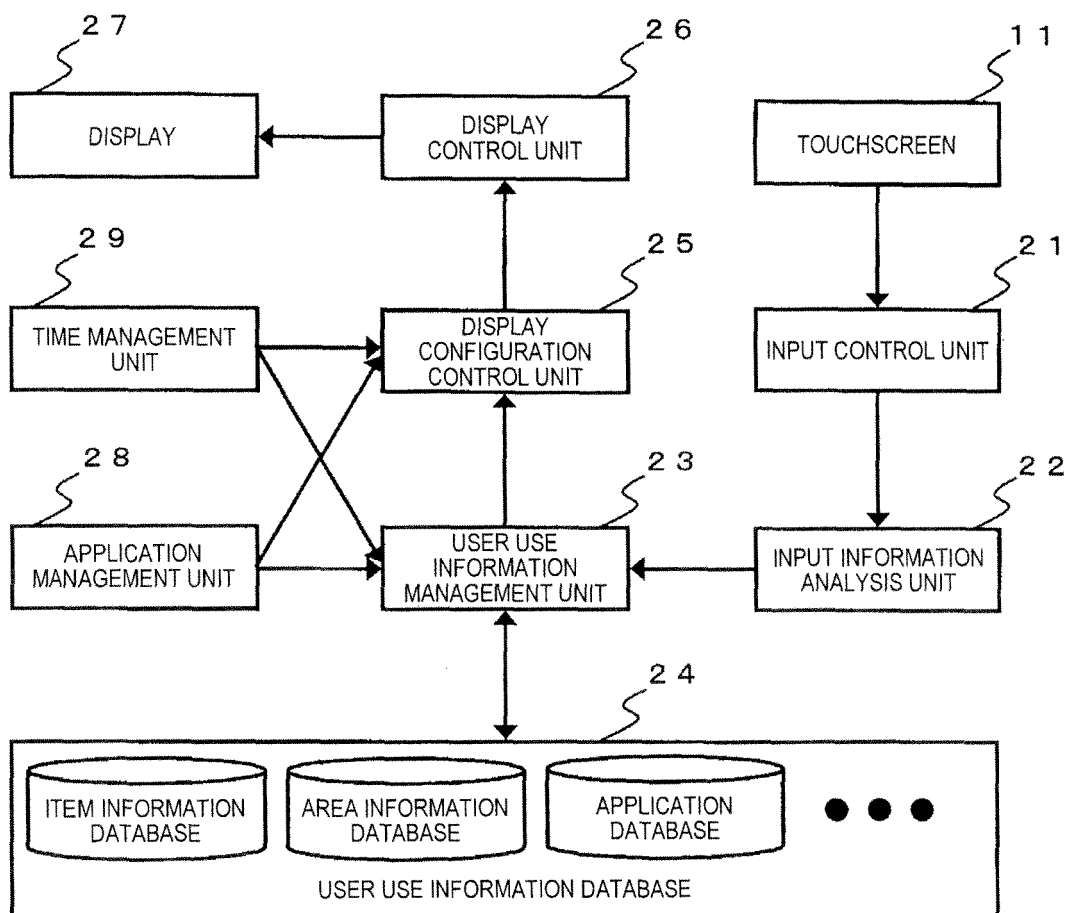 27
26
11
DISPLAY
DISPLAY
CONTROL UNIT
TOUCHSCREEN
29
25
21
TIME MANAGEMENT
UNIT
DISPLAY
CONFIGURATION
CONTROL UNIT
INPUT CONTROL UNIT
28
23
22
APPLICATION
MANAGEMENT UNIT
USER USE
INFORMATION
MANAGEMENT UNIT
INPUT INFORMATION
ANALYSIS UNIT
24
ITEM INFORMATION
DATABASE
AREA INFORMATION
DATABASE
APPLICATION
DATABASE
USER USE INFORMATION DATABASE